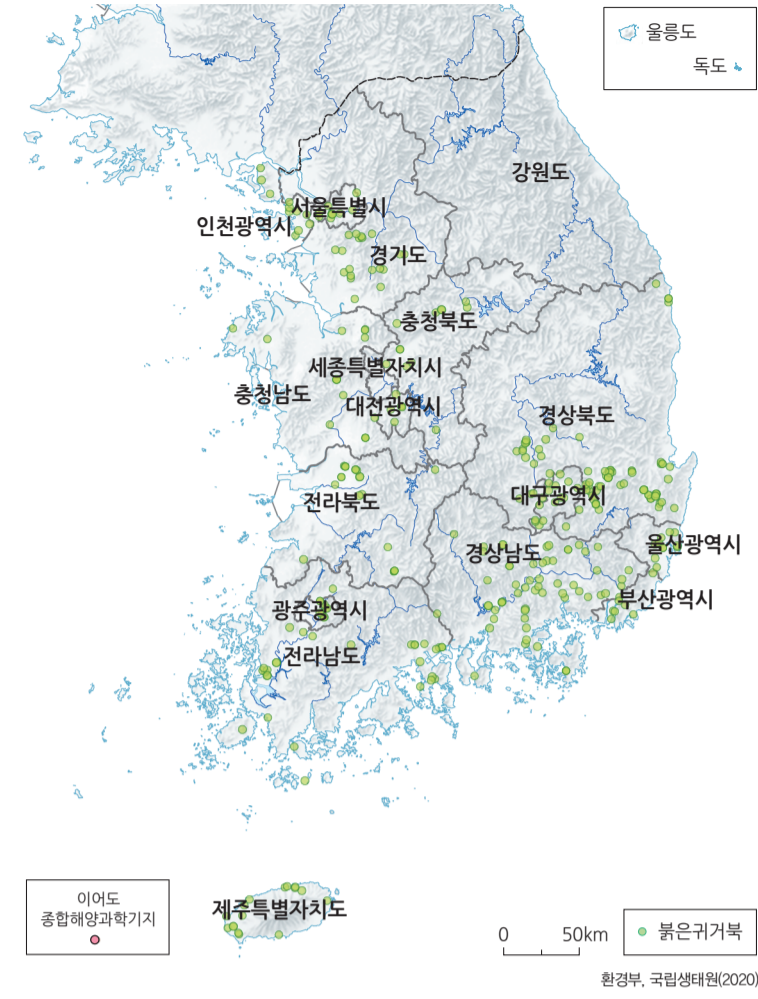 울릉도
독도
강원도
서울특별시
인천광역시
경기도
충청북도
세종특별자치시
충청남도
대전광역시
경상북도
대구광역시
전라북도
울산광역시
경상남도
부산광역시
광주광역시
전라남도
이어도
종합해양과학기지
제주특별자치도
0 50km
붉은귀거북
환경부, 국립생태원(2020)